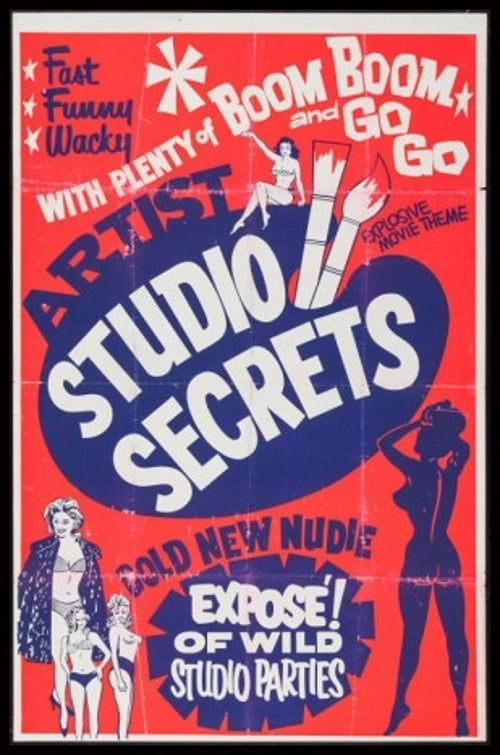 Fast
Funny
Wacky
WITH PLENTY of BOOM BOOM
and GO
GO
EXPLOSIVE
MOVIE THEME
ARTIST
STUDIO
SECRETS
BOLD NEW NUDIE
EXPOSÉ!
OF WILD
STUDIO PARTIES